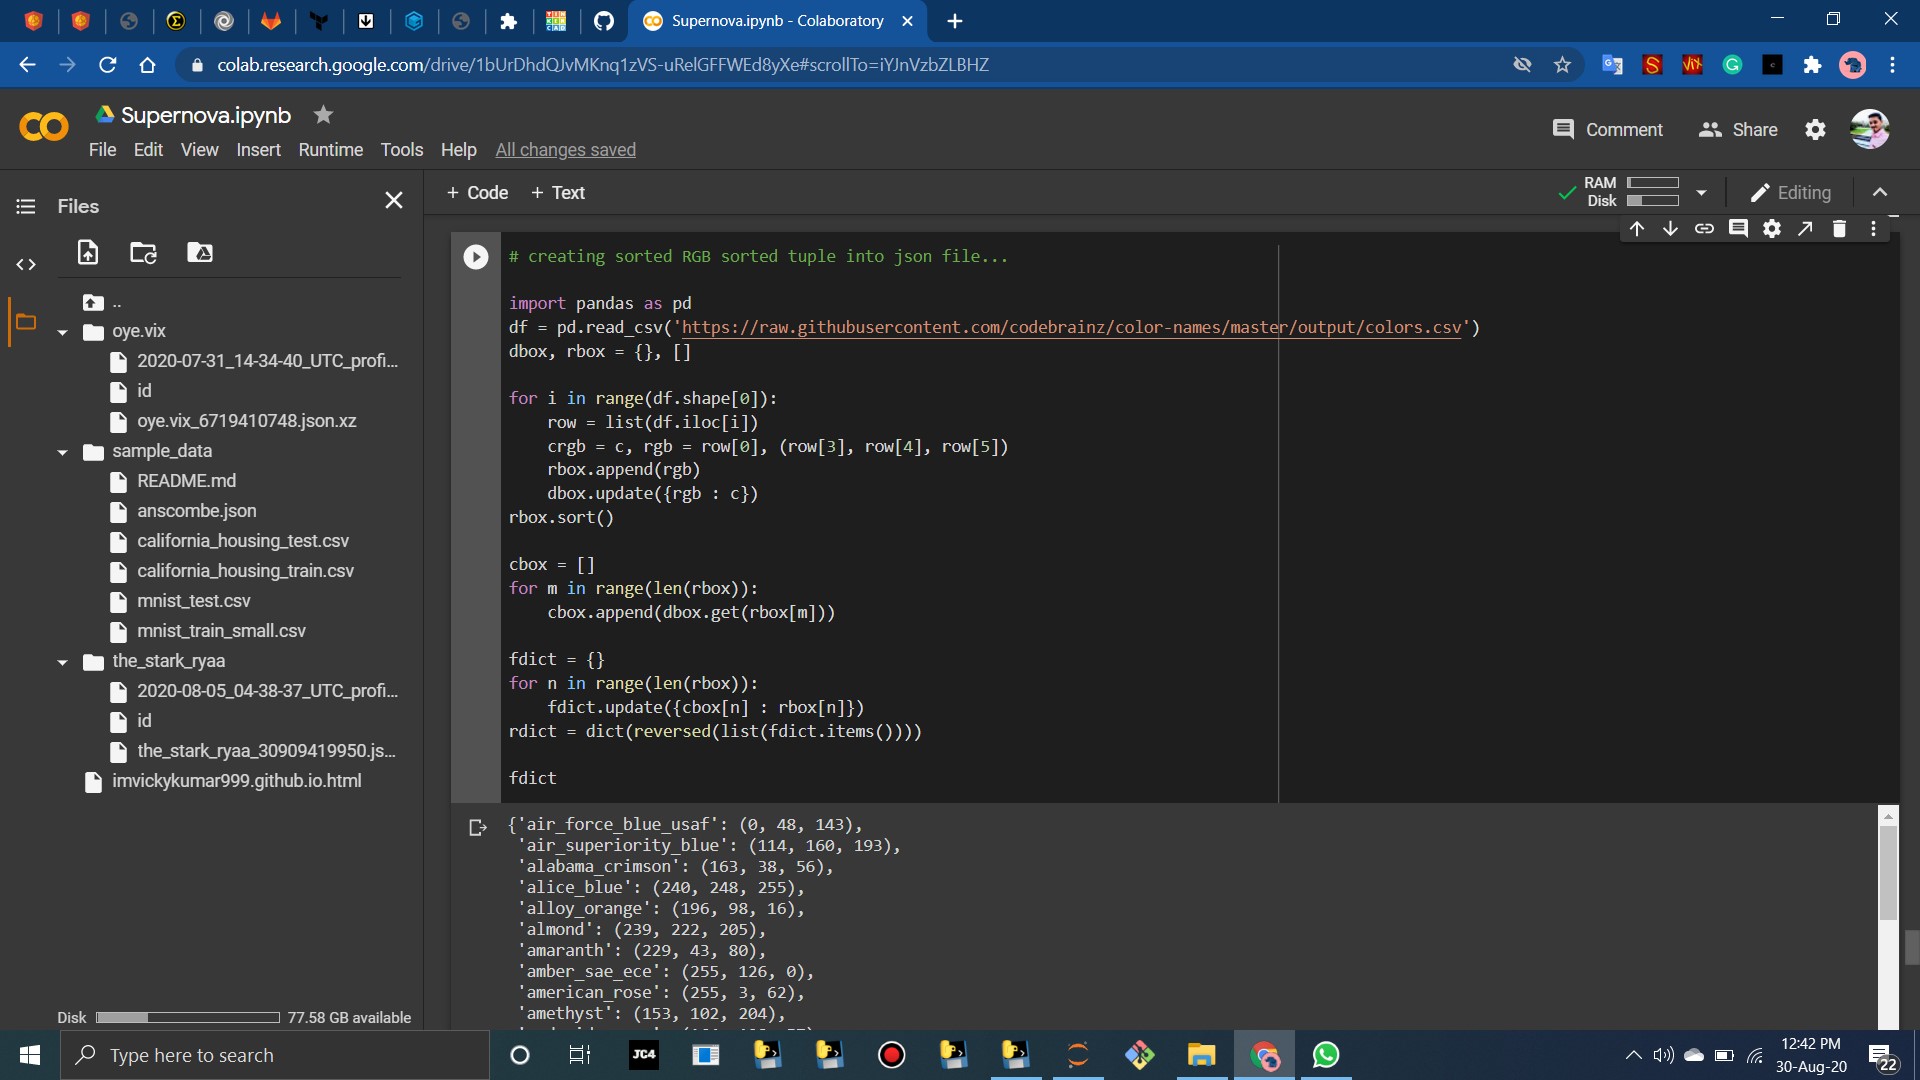 Supernova.ipynb - Colaboratory
colab.research.google.com/drive/1bUrDhdQJvMKnq1zVS-uRelGFFWEd8yXe#scrollTo=iYJnVzbZLBHZ
Supernova.ipynb
Comment
Share
File Edit View Insert Runtime Tools Help All changes saved
Files
+ Code + Text
RAM
Disk
Editing
..
oye.vix
2020-07-31_14-34-40_UTC_profi...
id
oye.vix_6719410748.json.xz
sample_data
README.md
anscombe.json
california_housing_test.csv
california_housing_train.csv
mnist_test.csv
mnist_train_small.csv
the_stark_ryaa
2020-08-05_04-38-37_UTC_profi...
id
the_stark_ryaa_30909419950.js...
imvickykumar999.github.io.html
Disk 77.58 GB available
# creating sorted RGB sorted tuple into json file...
import pandas as pd
df = pd.read_csv('https://raw.githubusercontent.com/codebrainz/color-names/master/output/colors.csv')
dbox, rbox = {}, []
for i in range(df.shape[0]):
row = list(df.iloc[i])
crgb = c, rgb = row[0], (row[3], row[4], row[5])
rbox.append(rgb)
dbox.update({rgb : c})
rbox.sort()
cbox = []
for m in range(len(rbox)):
cbox.append(dbox.get(rbox[m]))
fdict = {}
for n in range(len(rbox)):
fdict.update({cbox[n] : rbox[n]})
rdict = dict(reversed(list(fdict.items())))
fdict
{'air_force_blue_usaf': (0, 48, 143),
'air_superiority_blue': (114, 160, 193),
'alabama_crimson': (163, 38, 56),
'alice_blue': (240, 248, 255),
'alloy_orange': (196, 98, 16),
'almond': (239, 222, 205),
'amaranth': (229, 43, 80),
'amber_sae_ece': (255, 126, 0),
'american_rose': (255, 3, 62),
'amethyst': (153, 102, 204),
Type here to search
JC4
12:42 PM
30-Aug-20
22